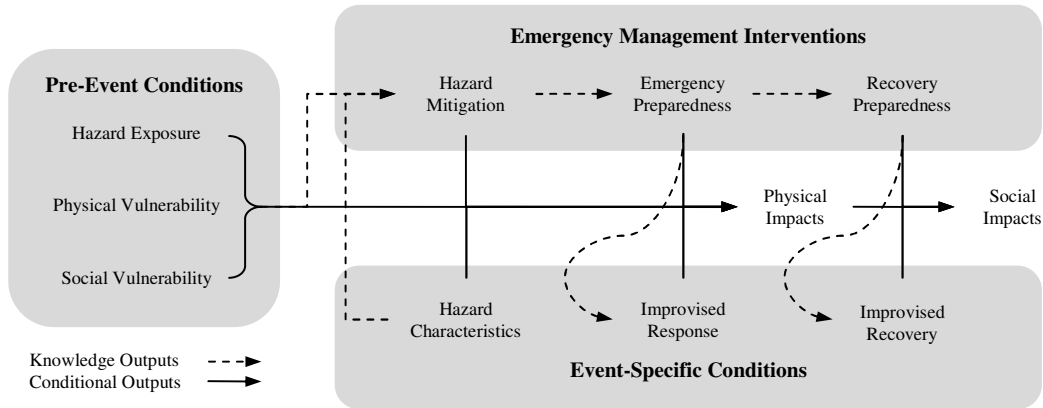 Emergency Management Interventions
Pre-Event Conditions
Hazard Exposure
Physical Vulnerability
Social Vulnerability
Hazard
Mitigation
Emergency
Preparedness
Recovery
Preparedness
Physical
Impacts
Social
Impacts
Hazard
Characteristics
Improvised
Response
Improvised
Recovery
Event-Specific Conditions
Knowledge Outputs
Conditional Outputs